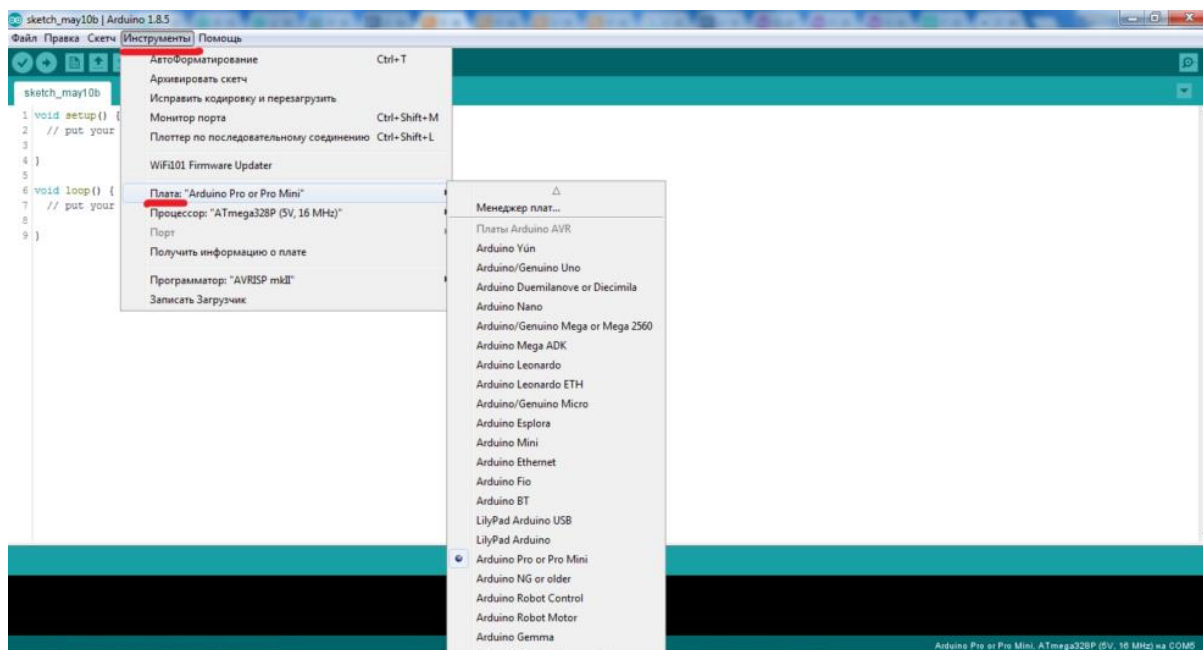 sketch_may10b | Arduino 1.8.5
Файл Правка Скетч Инструменты Помощь
sketch_may10b
1 void setup() {
2 // put your
3
4 }
5
6 void loop() {
7 // put your
8
9 }
АвтоФорматирование Ctrl+T
Архивировать скетч
Исправить кодировку и перезагрузить
Монитор порта Ctrl+Shift+M
Плоттер по последовательному соединению Ctrl+Shift+L
WiFi101 Firmware Updater
Плата: "Arduino Pro or Pro Mini"
Процессор: "ATmega328P (5V, 16 MHz)"
Порт
Получить информацию о плате
Программатор: "AVRISP mkII"
Записать Загрузчик
Менеджер плат...
Платы Arduino AVR
Arduino Yún
Arduino/Genuino Uno
Arduino Duemilanove or Diecimila
Arduino Nano
Arduino/Genuino Mega or Mega 2560
Arduino Mega ADK
Arduino Leonardo
Arduino Leonardo ETH
Arduino/Genuino Micro
Arduino Esplora
Arduino Mini
Arduino Ethernet
Arduino Fio
Arduino BT
LilyPad Arduino USB
LilyPad Arduino
Arduino Pro or Pro Mini
Arduino NG or older
Arduino Robot Control
Arduino Robot Motor
Arduino Gemma
Arduino Pro or Pro Mini, ATmega328P (5V, 16 MHz) на COM5